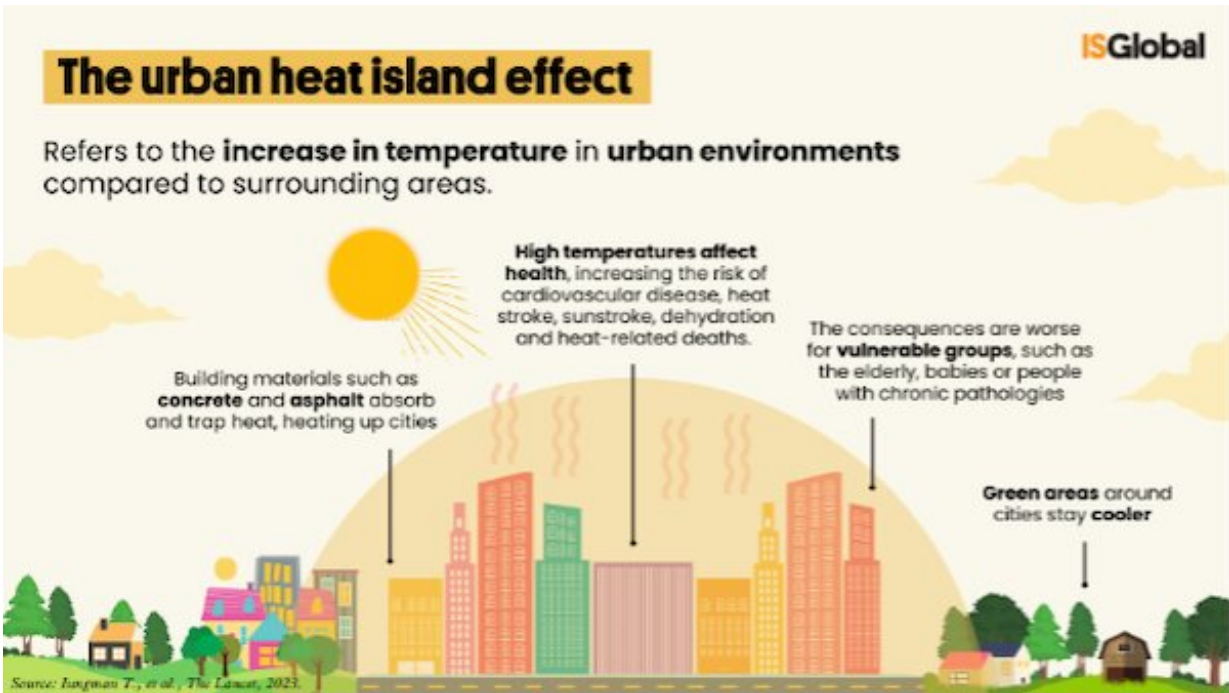 ISGlobal
The urban heat island effect
Refers to the increase in temperature in urban environments
compared to surrounding areas.
High temperatures affect
health, increasing the risk of
cardiovascular disease, heat
stroke, sunstroke, dehydration
and heat-related deaths.
The consequences are worse
for vulnerable groups, such as
the elderly, babies or people
with chronic pathologies
Building materials such as
concrete and asphalt absorb
and trap heat, heating up cities
Green areas around
cities stay cooler
Source: Iungman T., et al., The Lancet, 2023.